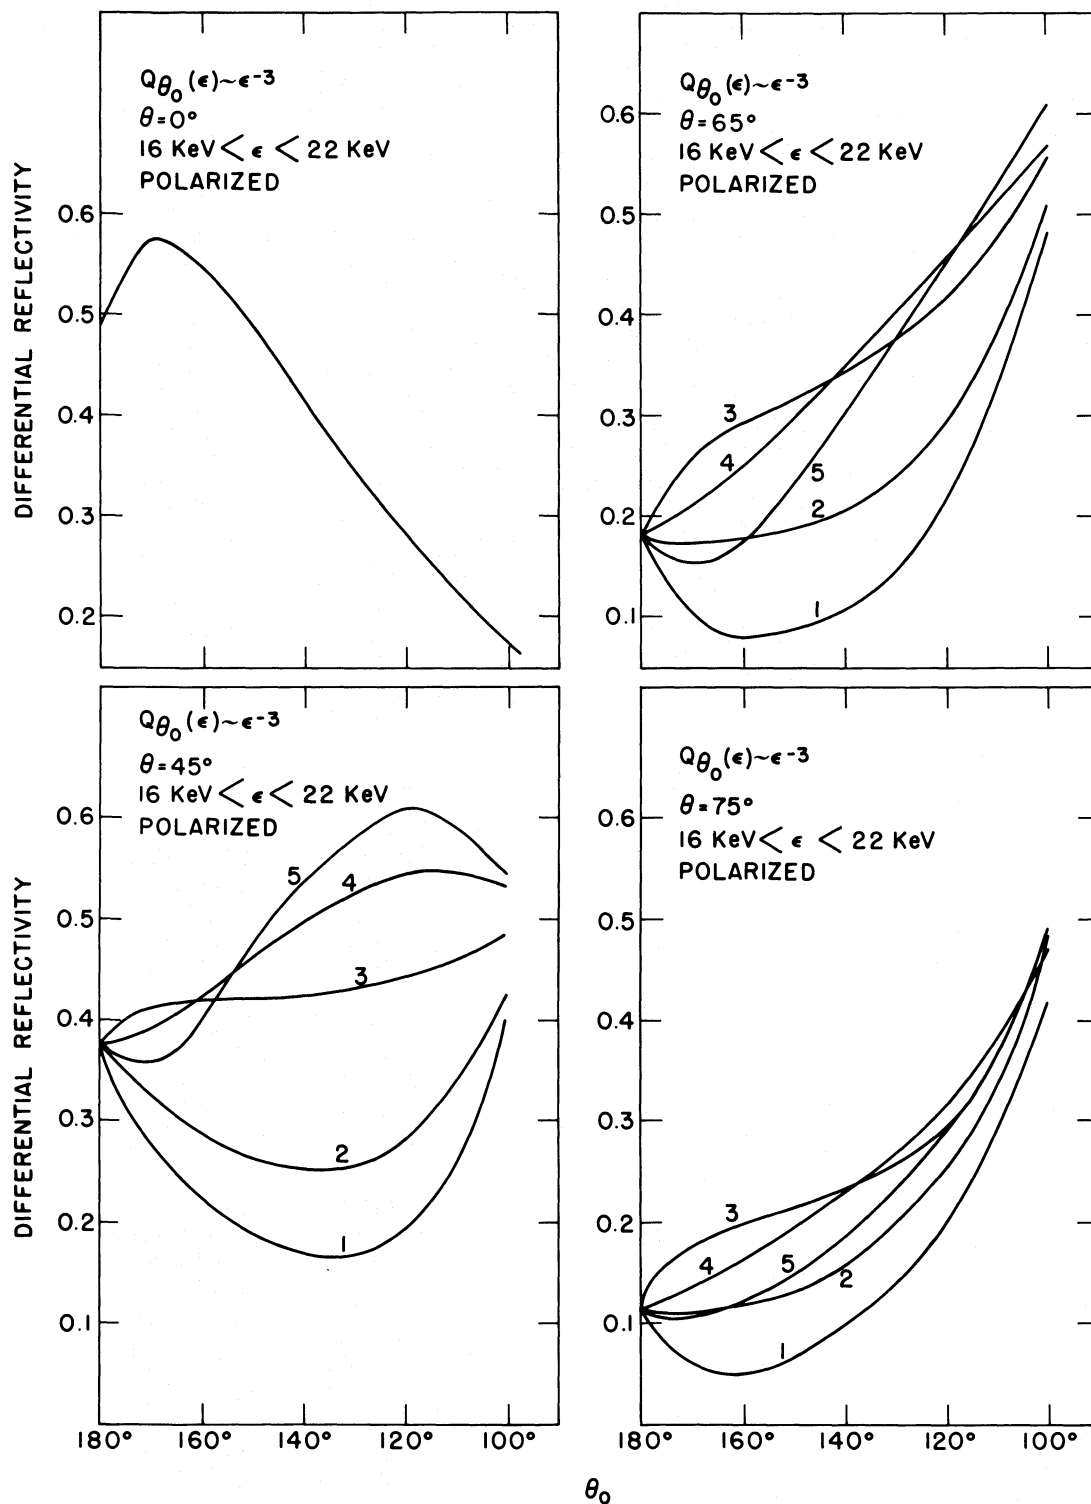 Qθ₀(ϵ)~ϵ⁻³
θ=0°
16 KeV < ϵ < 22 KeV
POLARIZED
DIFFERENTIAL REFLECTIVITY
0.6
0.5
0.4
0.3
0.2
Qθ₀(ϵ)~ϵ⁻³
θ=65°
16 KeV < ϵ < 22 KeV
POLARIZED
0.6
0.5
0.4
0.3
0.2
0.1
3
4
5
2
1
Qθ₀(ϵ)~ϵ⁻³
θ=45°
16 KeV < ϵ < 22 KeV
POLARIZED
DIFFERENTIAL REFLECTIVITY
0.6
0.5
0.4
0.3
0.2
0.1
5
4
3
2
1
180° 160° 140° 120° 100°
Qθ₀(ϵ)~ϵ⁻³
θ=75°
16 KeV < ϵ < 22 KeV
POLARIZED
0.6
0.5
0.4
0.3
0.2
0.1
3
4
5
2
1
180° 160° 140° 120° 100°
θ₀